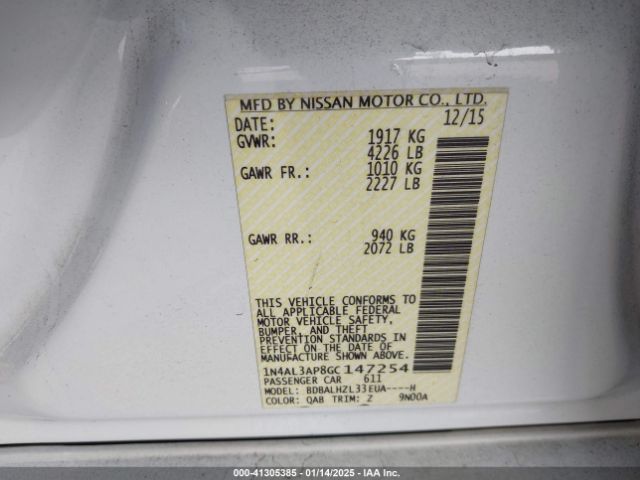 MFD BY NISSAN MOTOR CO., LTD.
DATE: 12/15
GVWR: 1917 KG
4226 LB
GAWR FR.: 1010 KG
2227 LB
GAWR RR.: 940 KG
2072 LB
THIS VEHICLE CONFORMS TO
ALL APPLICABLE FEDERAL
MOTOR VEHICLE SAFETY,
BUMPER, AND THEFT
PREVENTION STANDARDS
IN EFFECT ON THE DATE OF
MANUFACTURE SHOWN ABOVE.
1N4AL3AP8GC147254
PASSENGER CAR 611
MODEL: BDBALHZL33EUA----H
COLOR: QAB TRIM: Z 9N00A
000-41305385 | 01/14/2025 | IAA Inc.